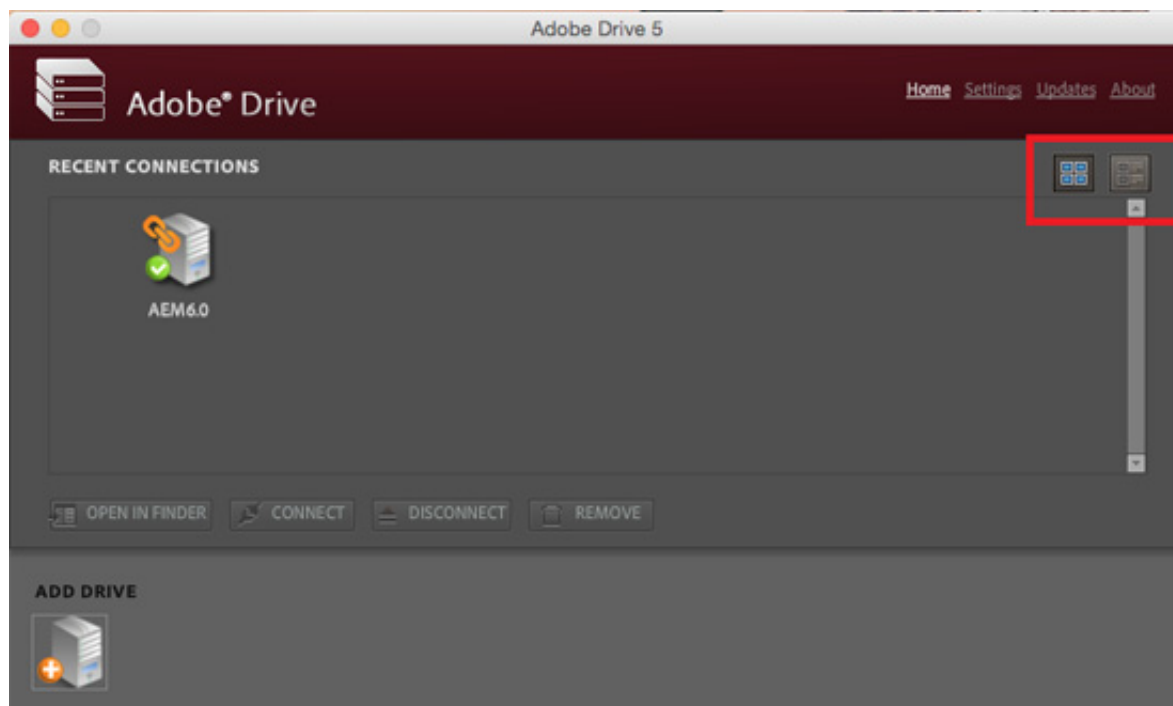 Adobe Drive 5
Adobe® Drive
Home Settings Updates About
RECENT CONNECTIONS
AEM6.0
OPEN IN FINDER CONNECT DISCONNECT REMOVE
ADD DRIVE